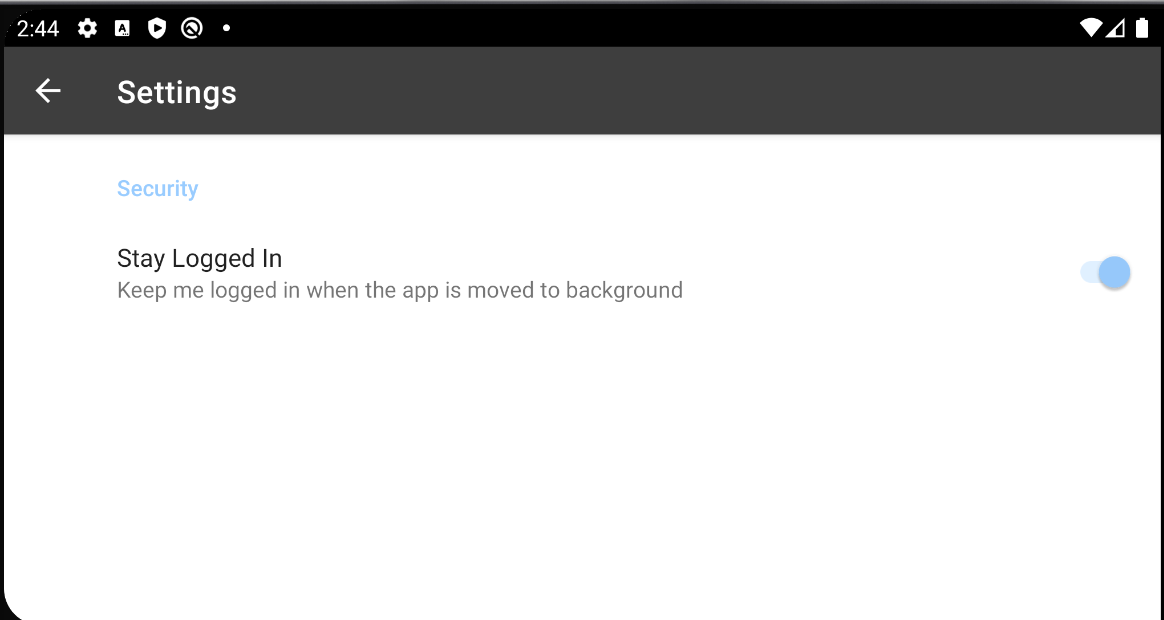 2:44
Settings
Security
Stay Logged In
Keep me logged in when the app is moved to background